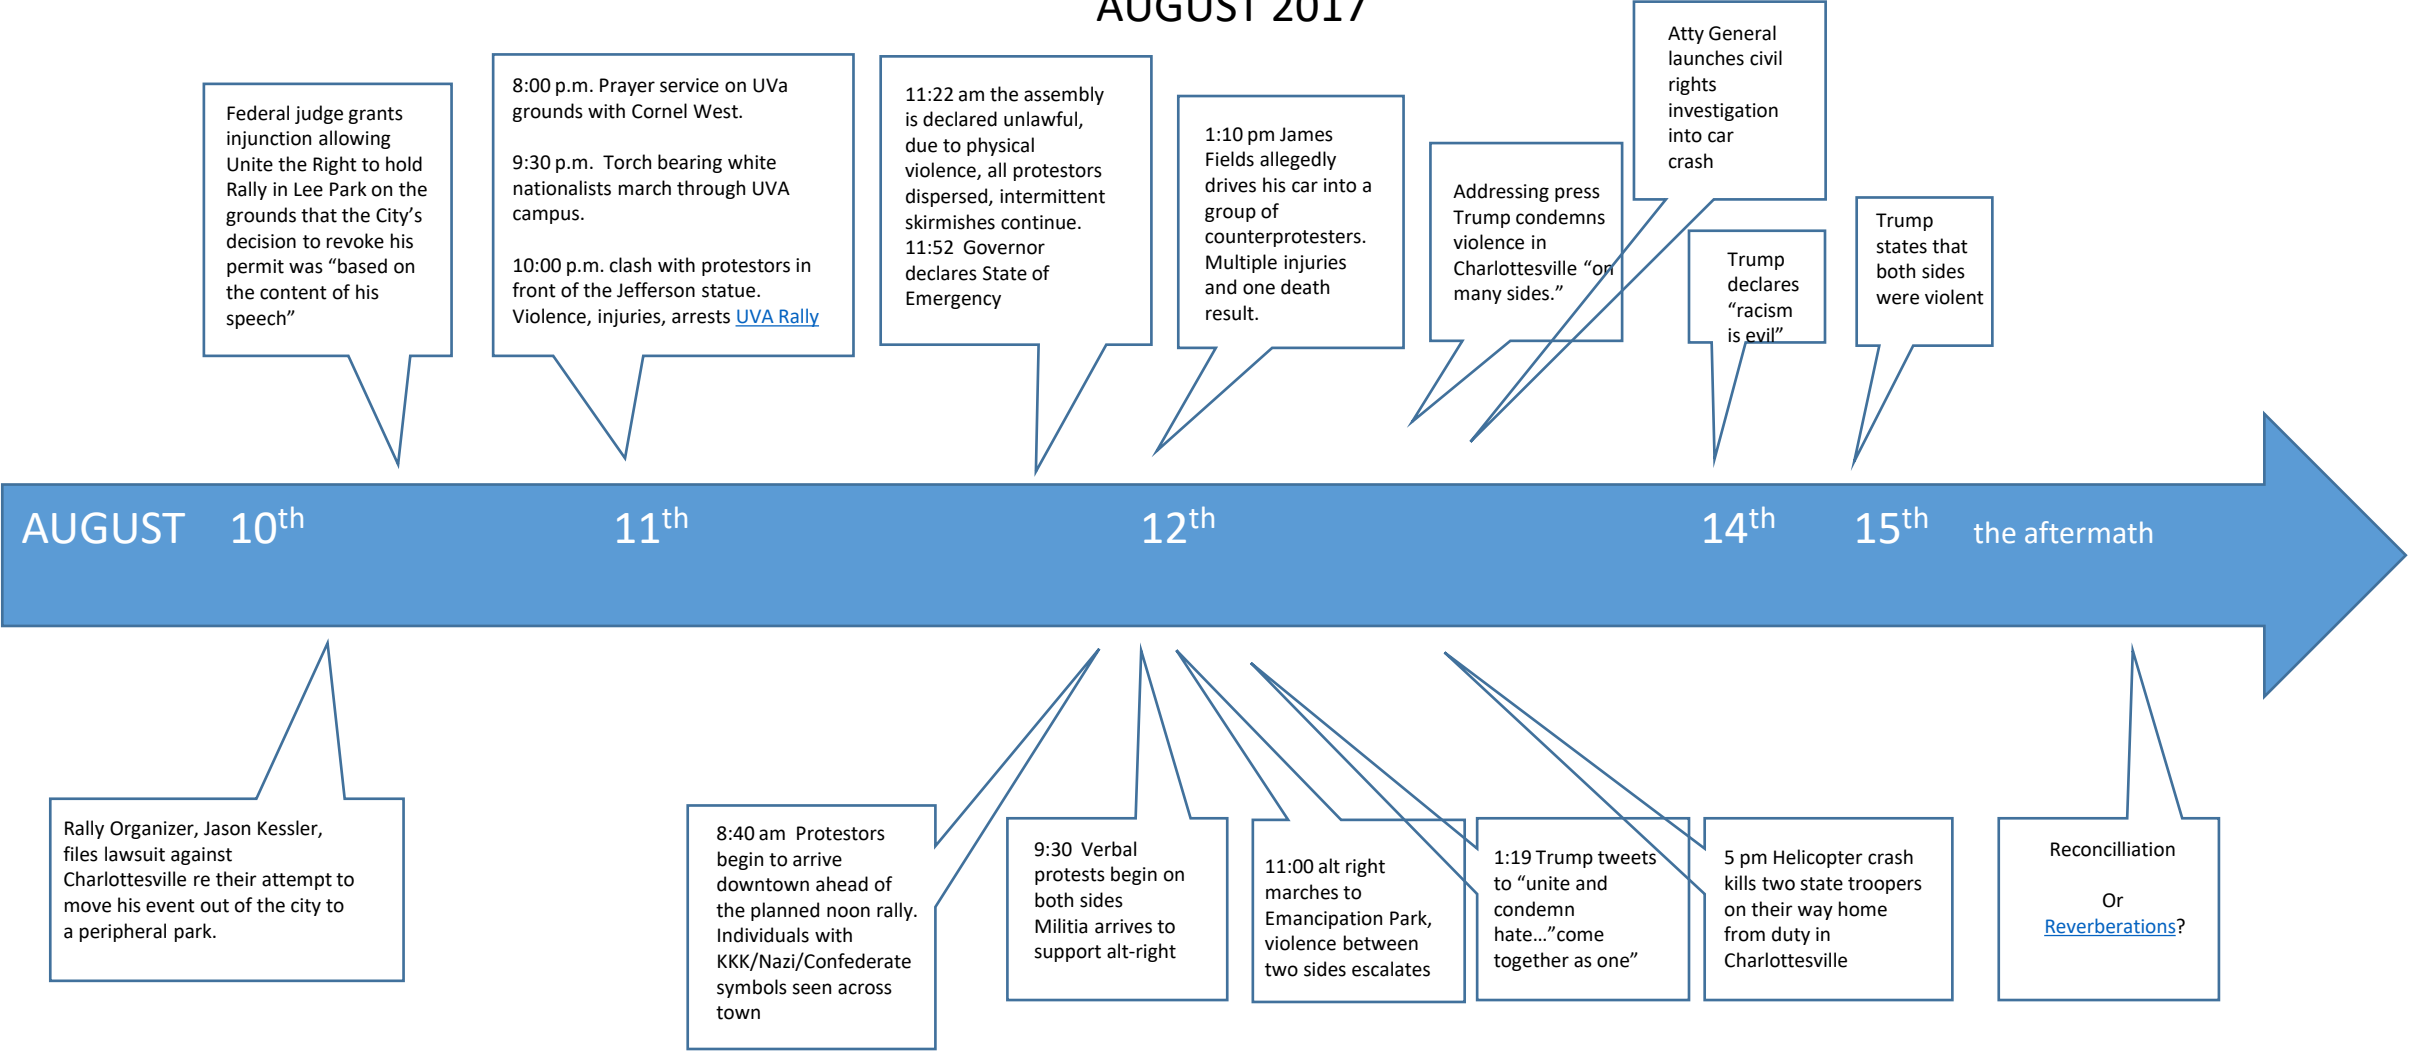 AUGUST 2017
Federal judge grants
injunction allowing
Unite the Right to hold
Rally in Lee Park on the
grounds that the City’s
decision to revoke his
permit was “based on
the content of his
speech”
8:00 p.m. Prayer service on UVa
grounds with Cornel West.
9:30 p.m.  Torch bearing white
nationalists march through UVA
campus.
10:00 p.m. clash with protestors in
front of the Jefferson statue.
Violence, injuries, arrests UVA Rally
11:22 am the assembly
is declared unlawful,
due to physical
violence, all protestors
dispersed, intermittent
skirmishes continue.
11:52  Governor
declares State of
Emergency
1:10 pm James
Fields allegedly
drives his car into a
group of
counterprotesters.
Multiple injuries
and one death
result.
Addressing press
Trump condemns
violence in
Charlottesville “on
many sides.”
Atty General
launches civil
rights
investigation
into car
crash
Trump
declares
“racism
is evil”
Trump
states that
both sides
were violent
AUGUST 10th 11th 12th 14th 15th the aftermath
Rally Organizer, Jason Kessler,
files lawsuit against
Charlottesville re their attempt to
move his event out of the city to
a peripheral park.
8:40 am  Protestors
begin to arrive
downtown ahead of
the planned noon rally.
Individuals with
KKK/Nazi/Confederate
symbols seen across
town
9:30  Verbal
protests begin on
both sides
Militia arrives to
support alt-right
11:00 alt right
marches to
Emancipation Park,
violence between
two sides escalates
1:19 Trump tweets
to “unite and
condemn
hate…”come
together as one”
5 pm Helicopter crash
kills two state troopers
on their way home
from duty in
Charlottesville
Reconcilliation
Or
Reverberations?